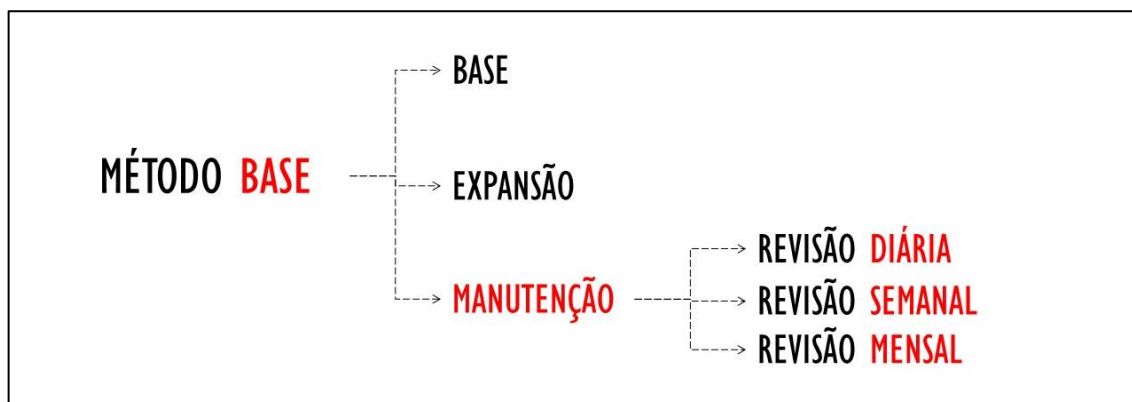 MÉTODO BASE
BASE
EXPANSÃO
MANUTENÇÃO
REVISÃO DIÁRIA
REVISÃO SEMANAL
REVISÃO MENSAL